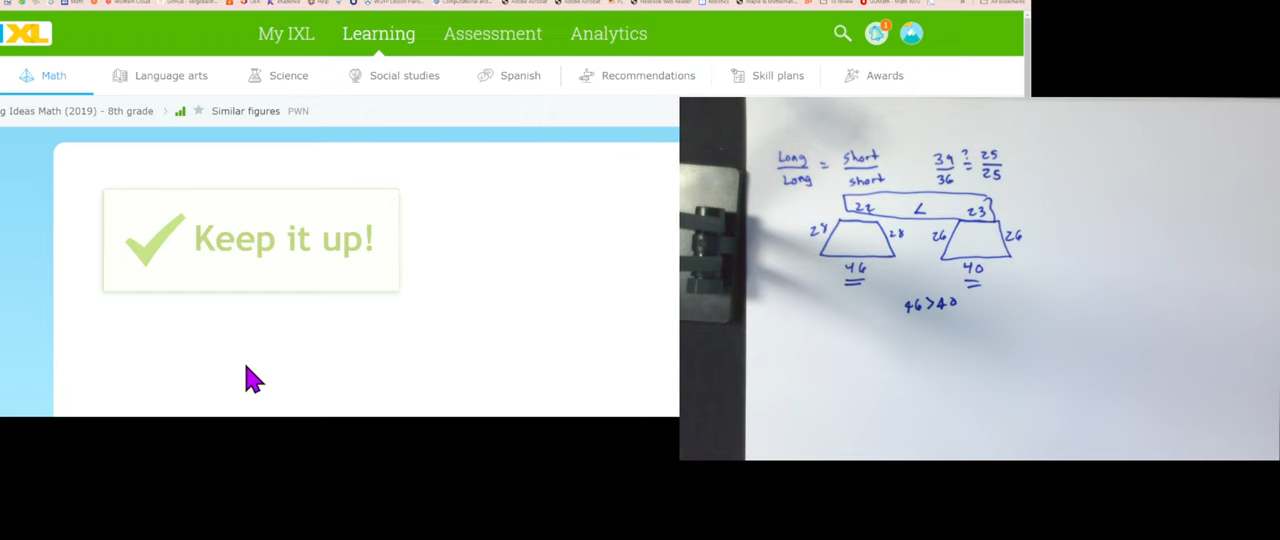 IXL
My IXL Learning Assessment Analytics 1
Math Language arts Science Social studies Spanish Recommendations Skill plans Awards
g Ideas Math (2019) - 8th grade > Similar figures PWN
Keep it up!
Long/Long = short/short 39/36 ?= 25/25
22 < 23
28 28 26 26
46 40
46 > 40